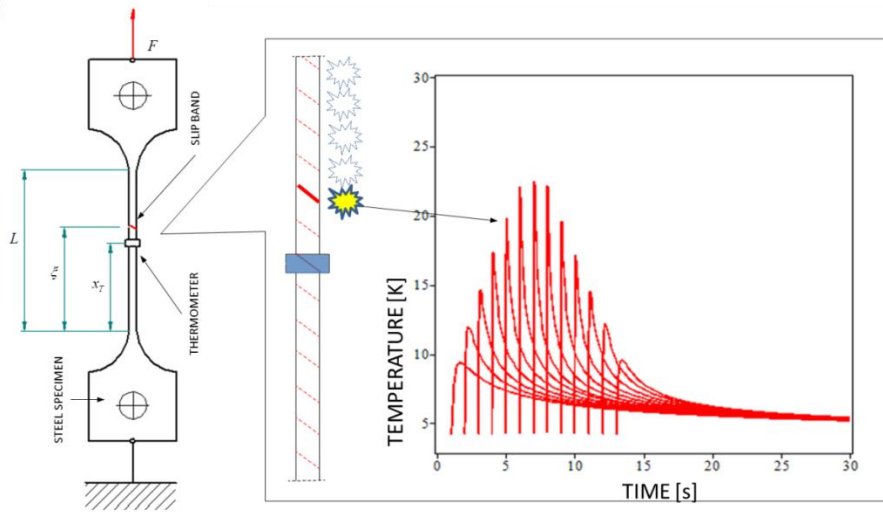 F
SLIP BAND
L
x_T
THERMOMETER
STEEL SPECIMEN
TEMPERATURE [K]
30
25
20
15
10
5
0 5 10 15 20 25 30
TIME [s]